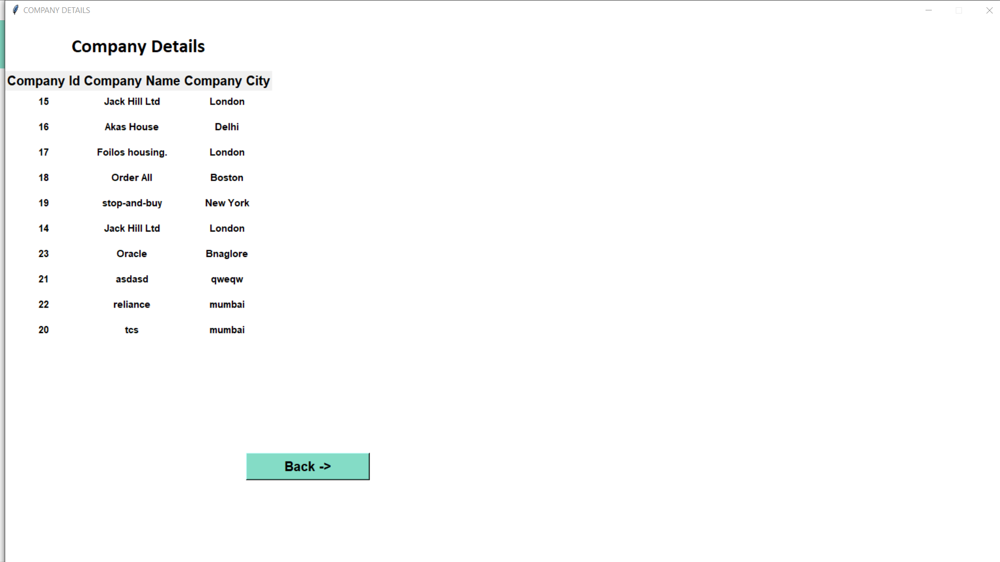 COMPANY DETAILS
Company Details
Company Id Company Name Company City
15 Jack Hill Ltd London
16 Akas House Delhi
17 Foilos housing. London
18 Order All Boston
19 stop-and-buy New York
14 Jack Hill Ltd London
23 Oracle Bnaglore
21 asdasd qweqw
22 reliance mumbai
20 tcs mumbai
Back ->